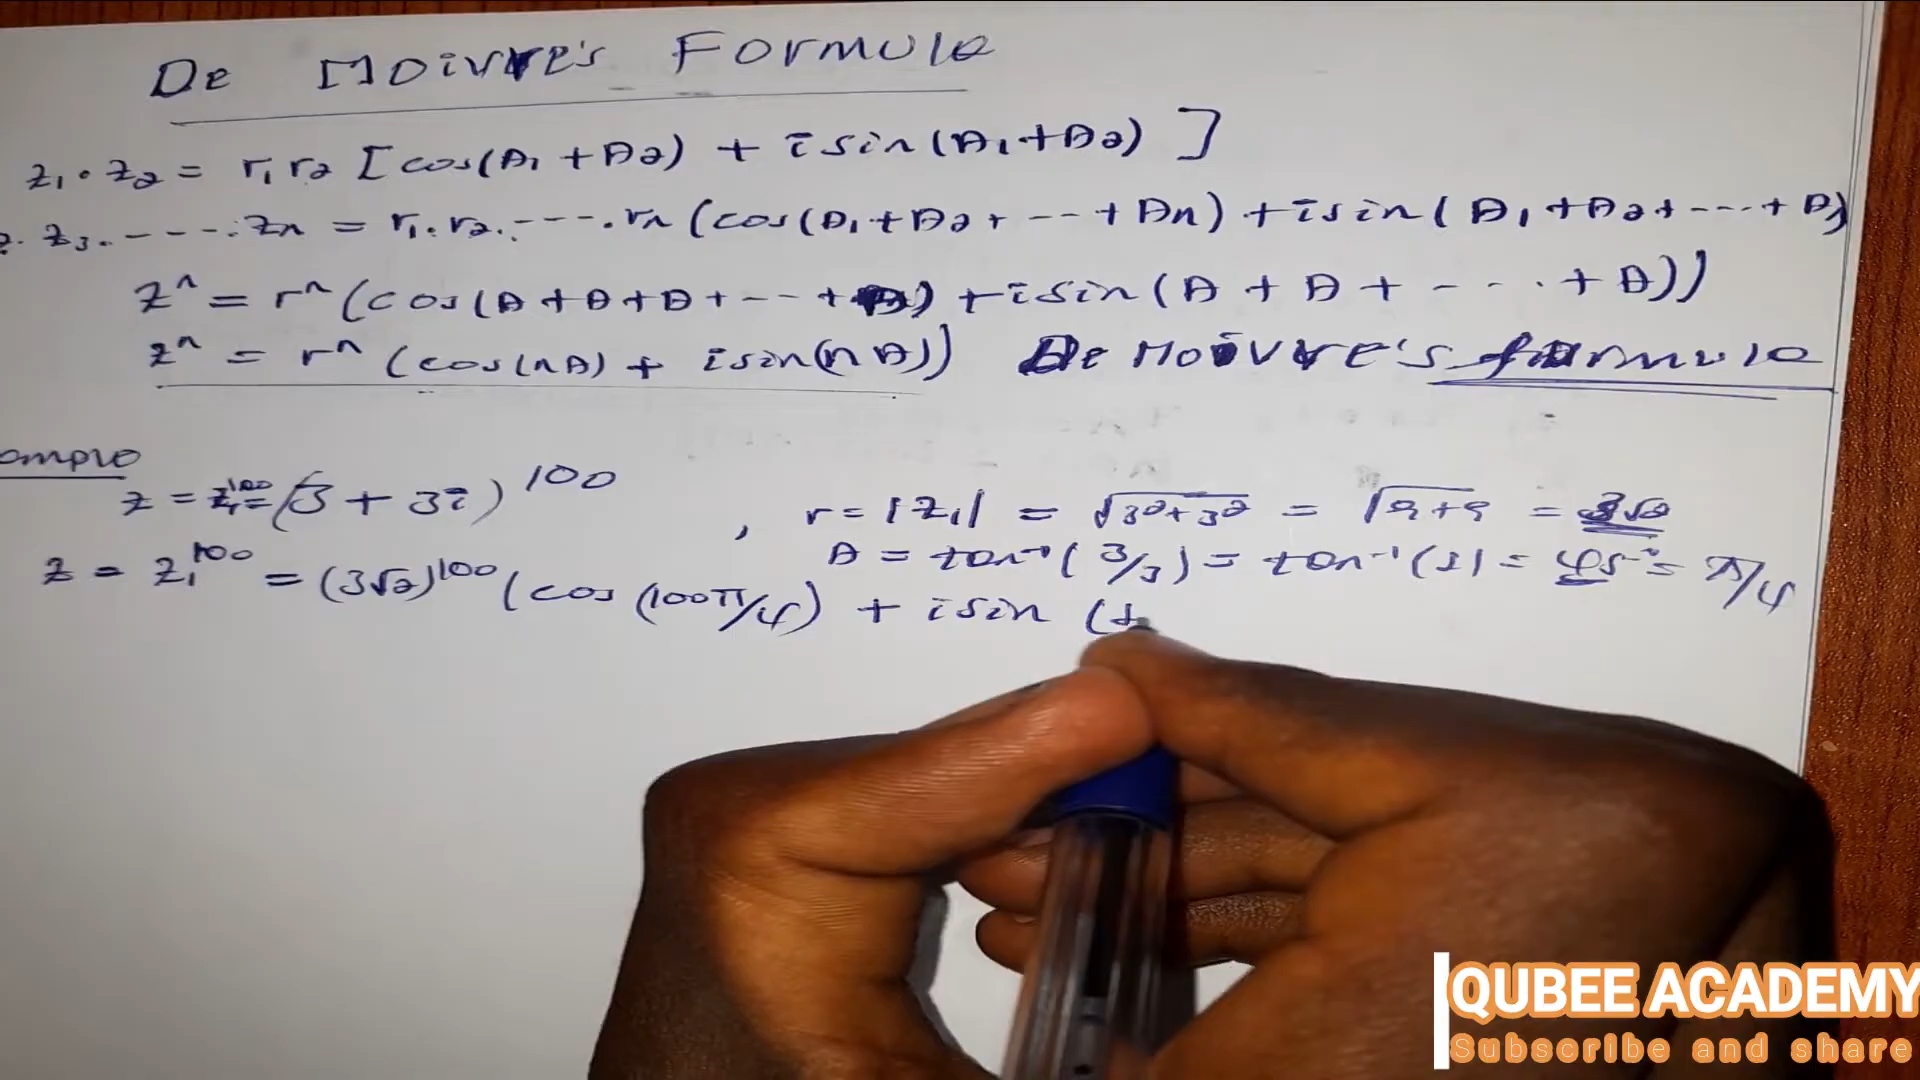 De Moivre's Formula
z₁ · z₂ = r₁ r₂ [cos(θ₁ + θ₂) + i sin(θ₁ + θ₂)]
z₃. - - - -. zₙ = r₁. r₂. - - - -. rₙ (cos(θ₁ + θ₂ + - - + θₙ) + i sin(θ₁ + θ₂ + - - - + θ)
zⁿ = rⁿ (cos(θ + θ + θ + - - + θ) + i sin(θ + θ + - - - + θ))
zⁿ = rⁿ (cos(nθ) + i sin(nθ)) De Moivre's formula
ample
z = z₁¹⁰⁰ = (3 + 3i)¹⁰⁰ , r = |z₁| = √3²+3² = √9+9 = 3√2
θ = tan⁻¹(3/3) = tan⁻¹(1) = 45° = π/4
z = z₁¹⁰⁰ = (3√2)¹⁰⁰ (cos (100π/4) + i sin (1
QUBEE ACADEMY
Subscribe and share